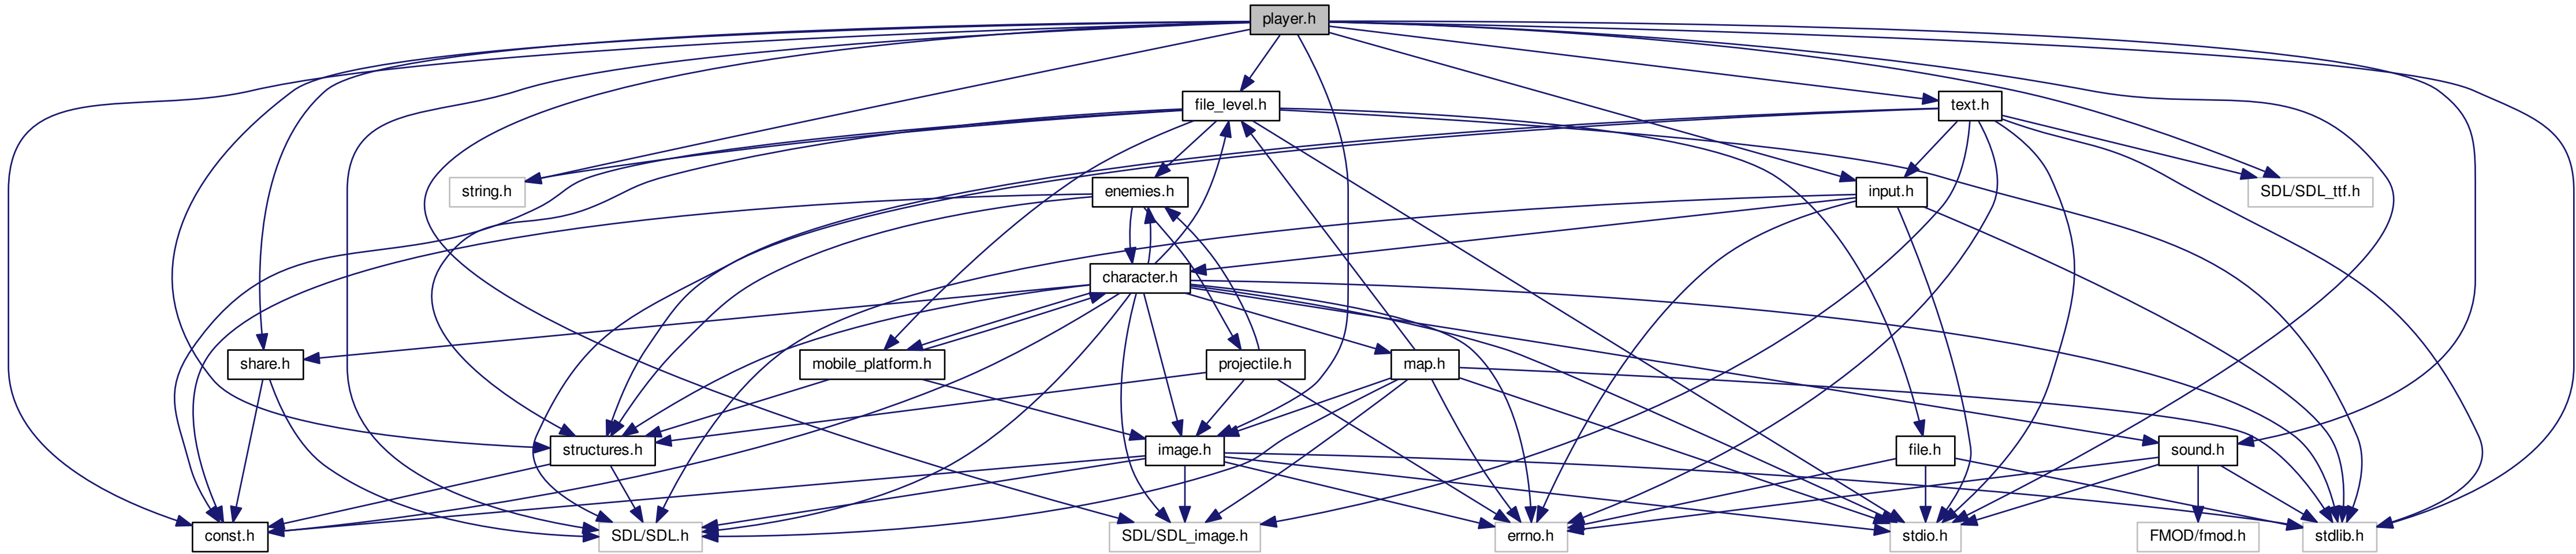 player.h
file_level.h
text.h
string.h
enemies.h
input.h
SDL/SDL_ttf.h
character.h
share.h
mobile_platform.h
projectile.h
map.h
structures.h
image.h
file.h
sound.h
const.h
SDL/SDL.h
SDL/SDL_image.h
errno.h
stdio.h
FMOD/fmod.h
stdlib.h